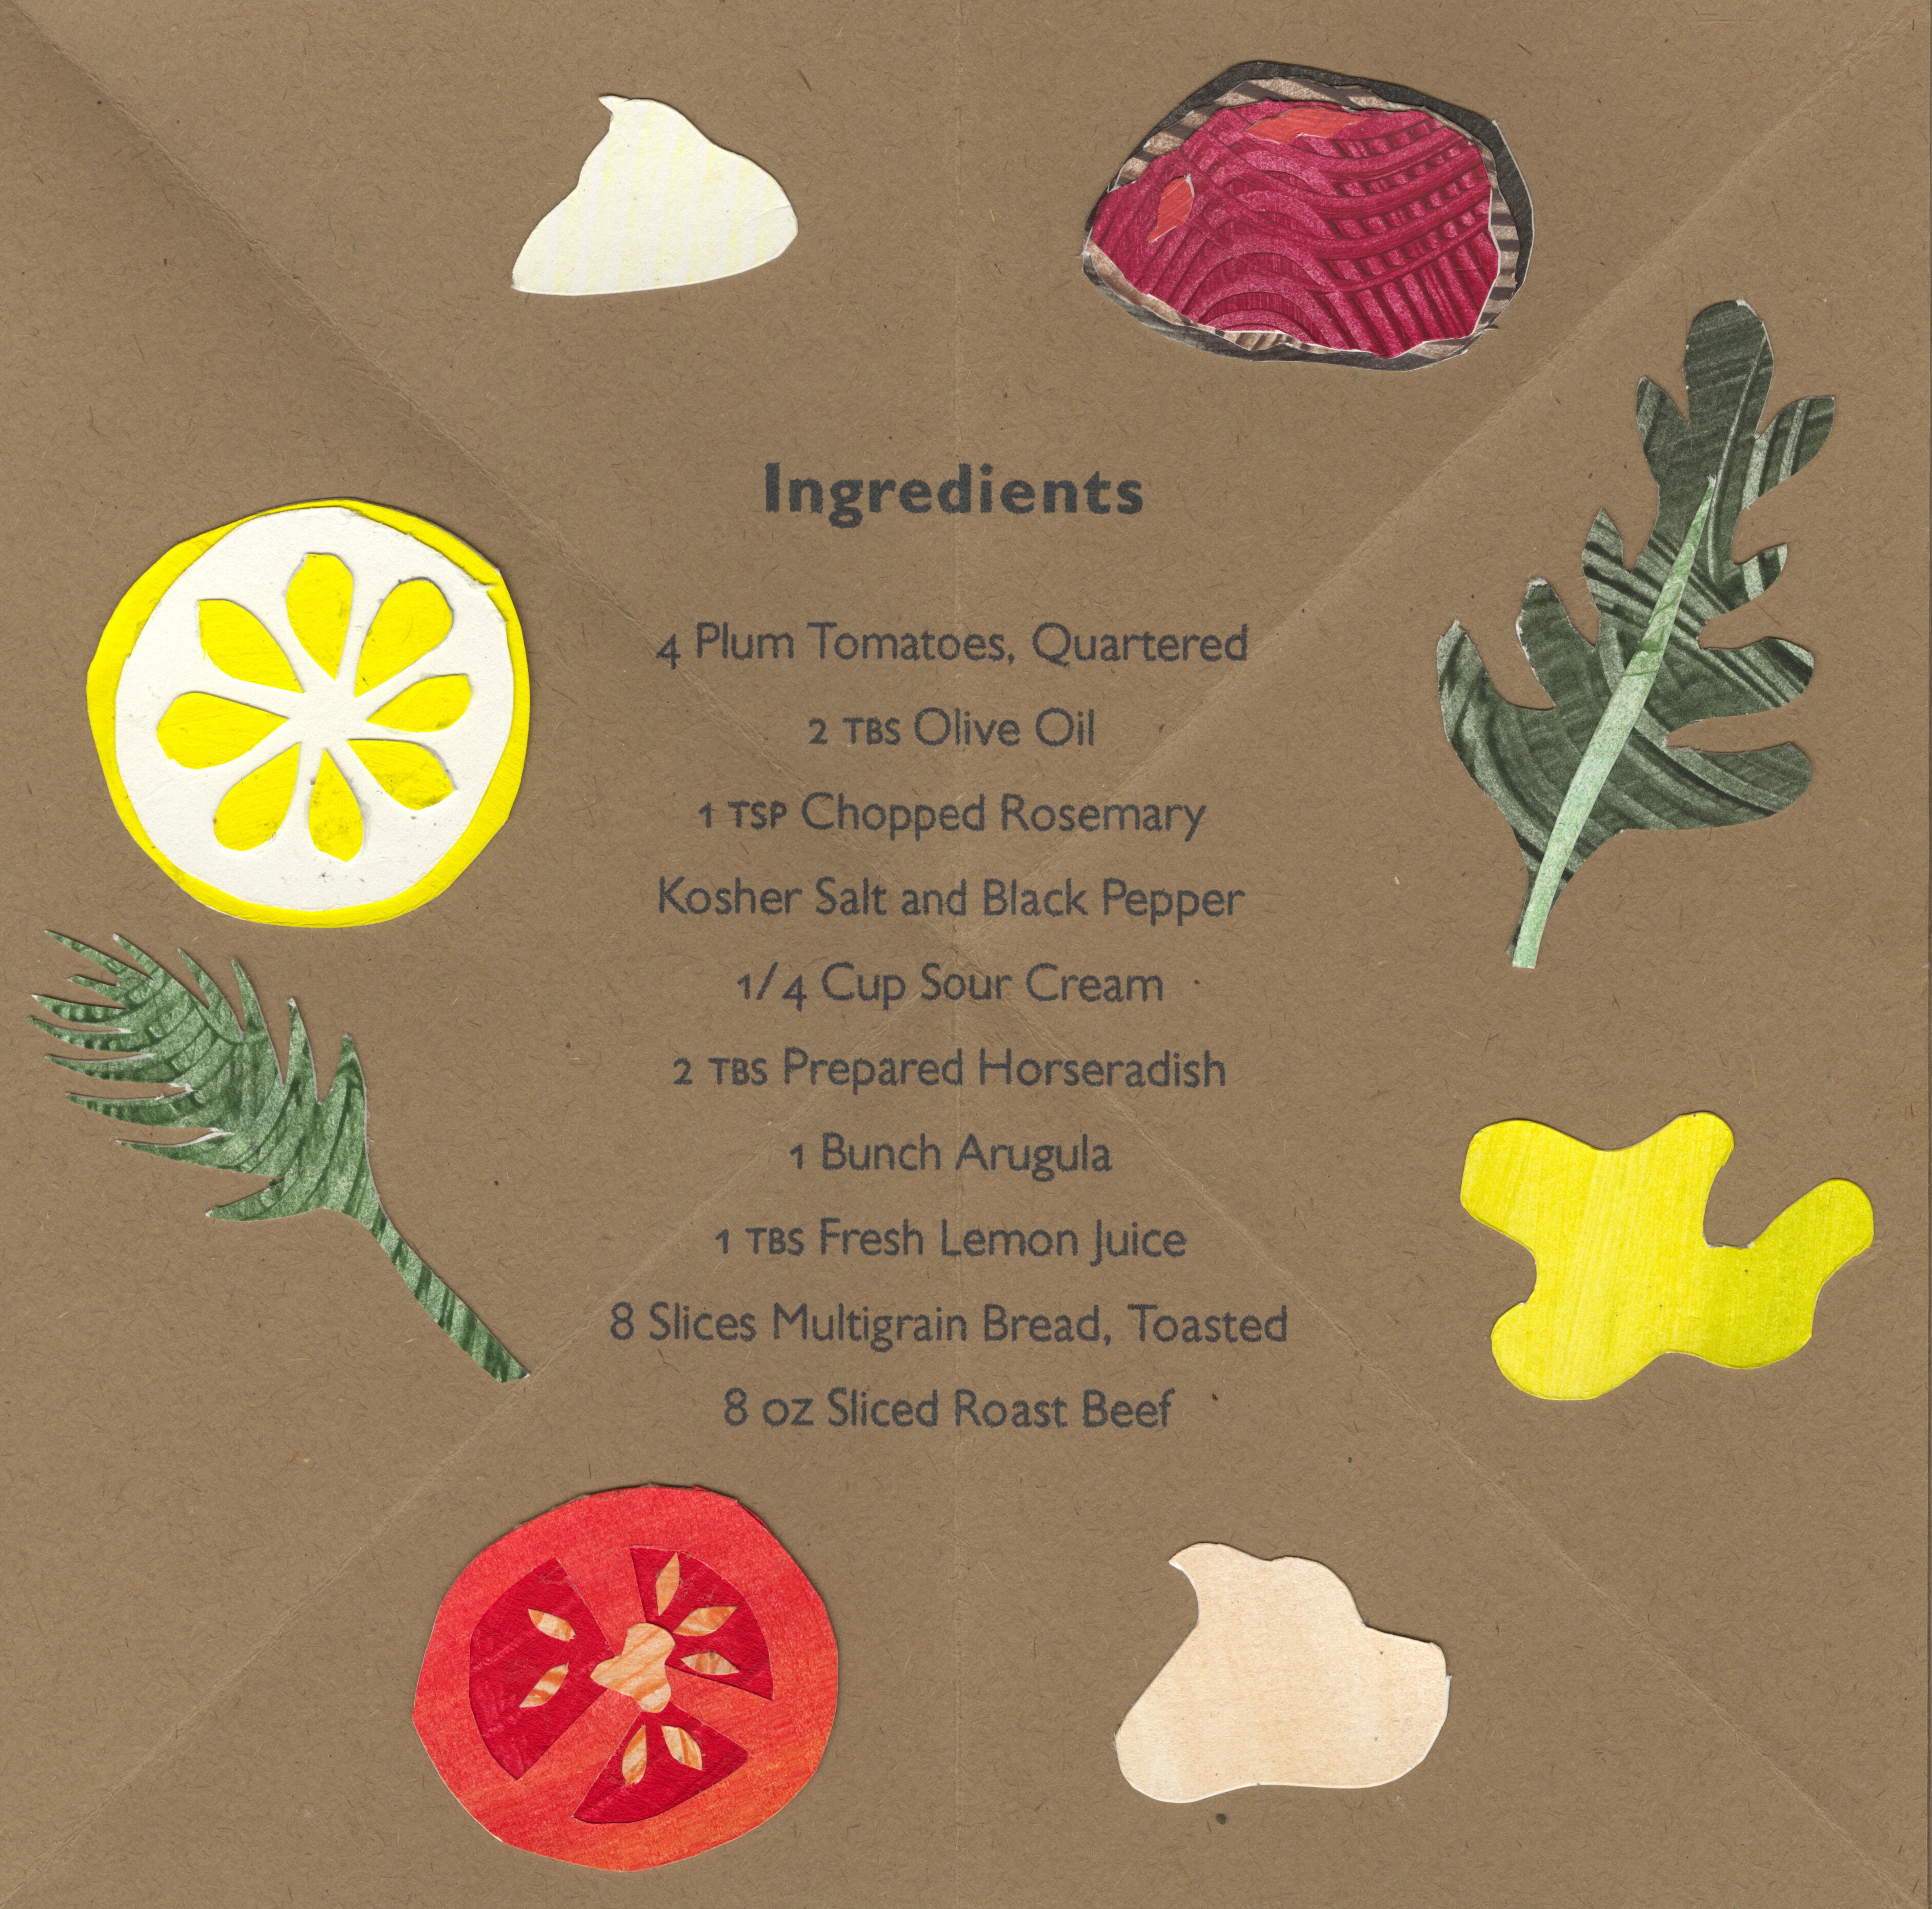 Ingredients
4 Plum Tomatoes, Quartered
2 TBS Olive Oil
1 TSP Chopped Rosemary
Kosher Salt and Black Pepper
1/4 Cup Sour Cream
2 TBS Prepared Horseradish
1 Bunch Arugula
1 TBS Fresh Lemon Juice
8 Slices Multigrain Bread, Toasted
8 oz Sliced Roast Beef